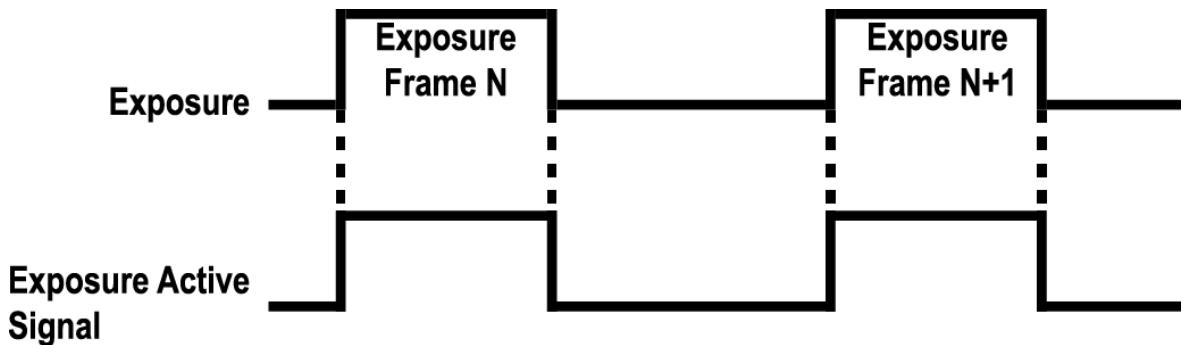 Exposure
Frame N
Exposure
Frame N+1
Exposure
Exposure Active
Signal